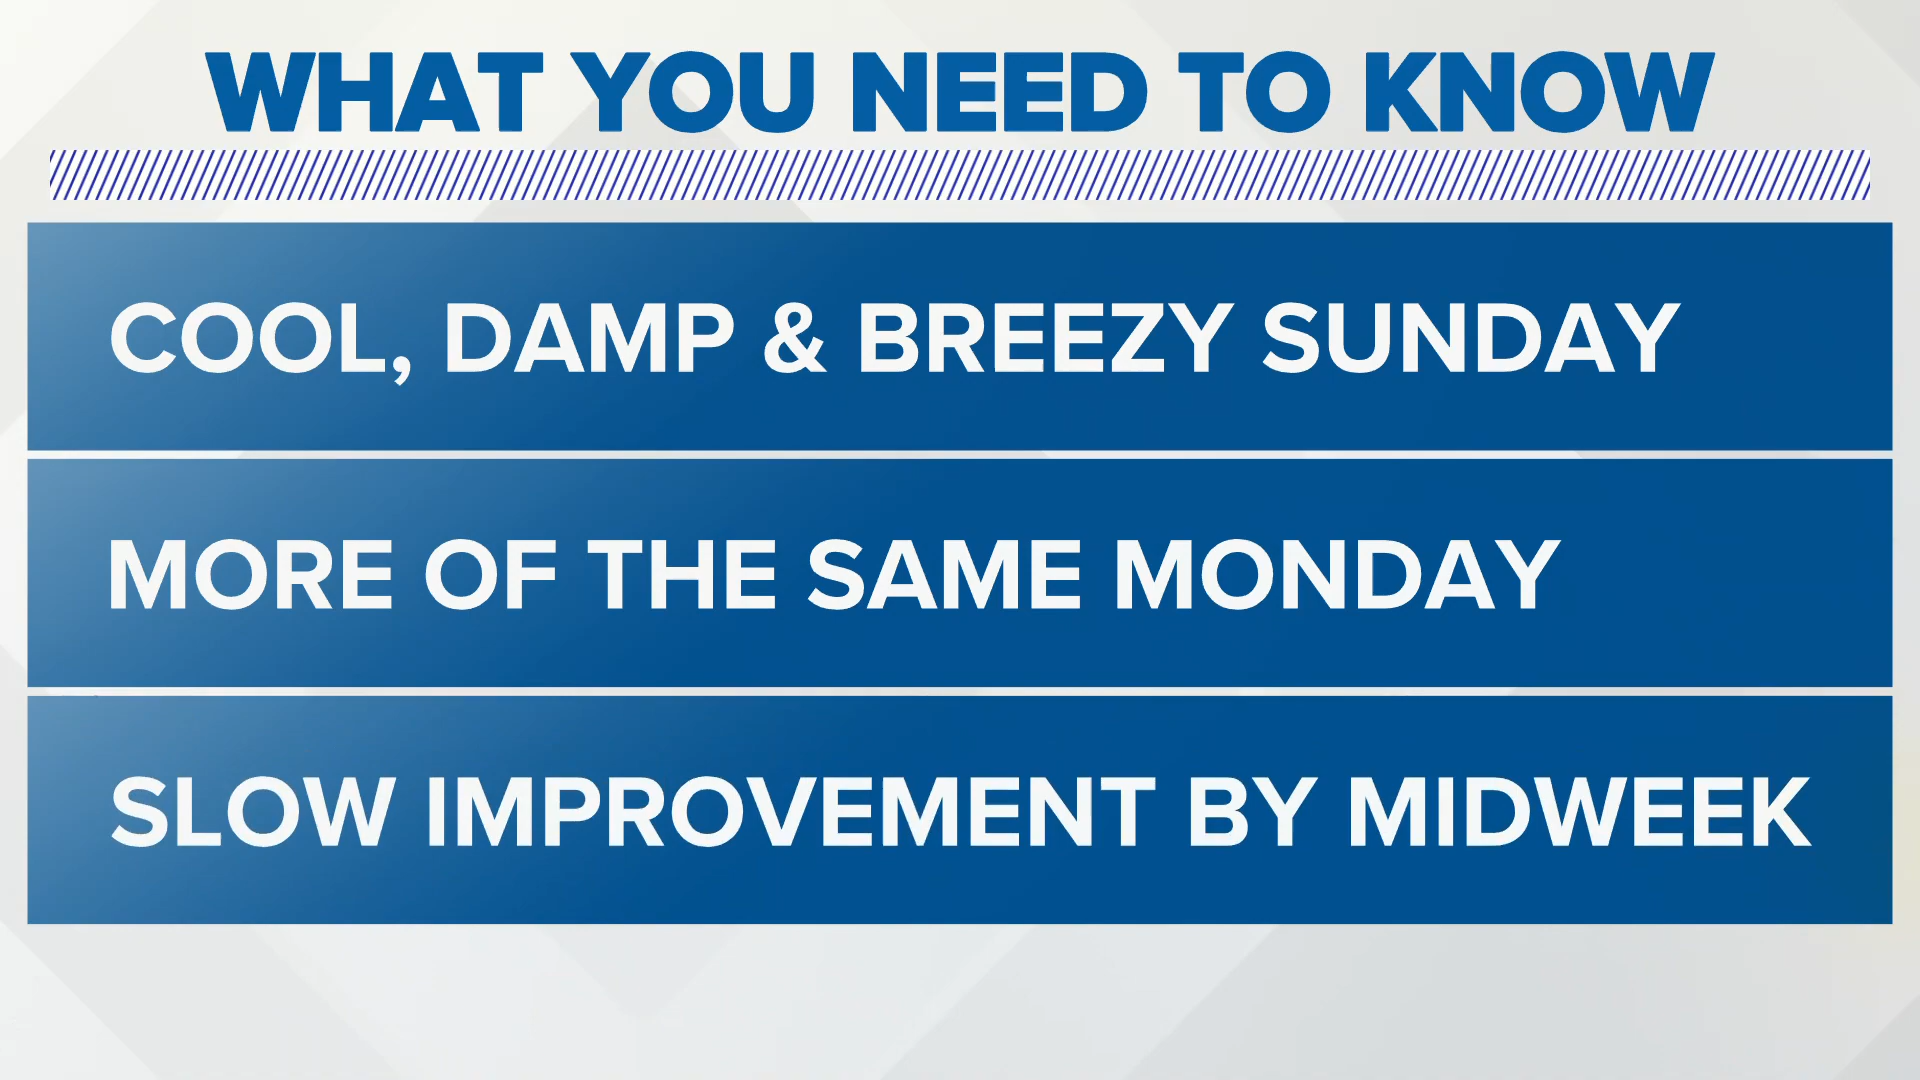 WHAT YOU NEED TO KNOW
COOL, DAMP & BREEZY SUNDAY
MORE OF THE SAME MONDAY
SLOW IMPROVEMENT BY MIDWEEK